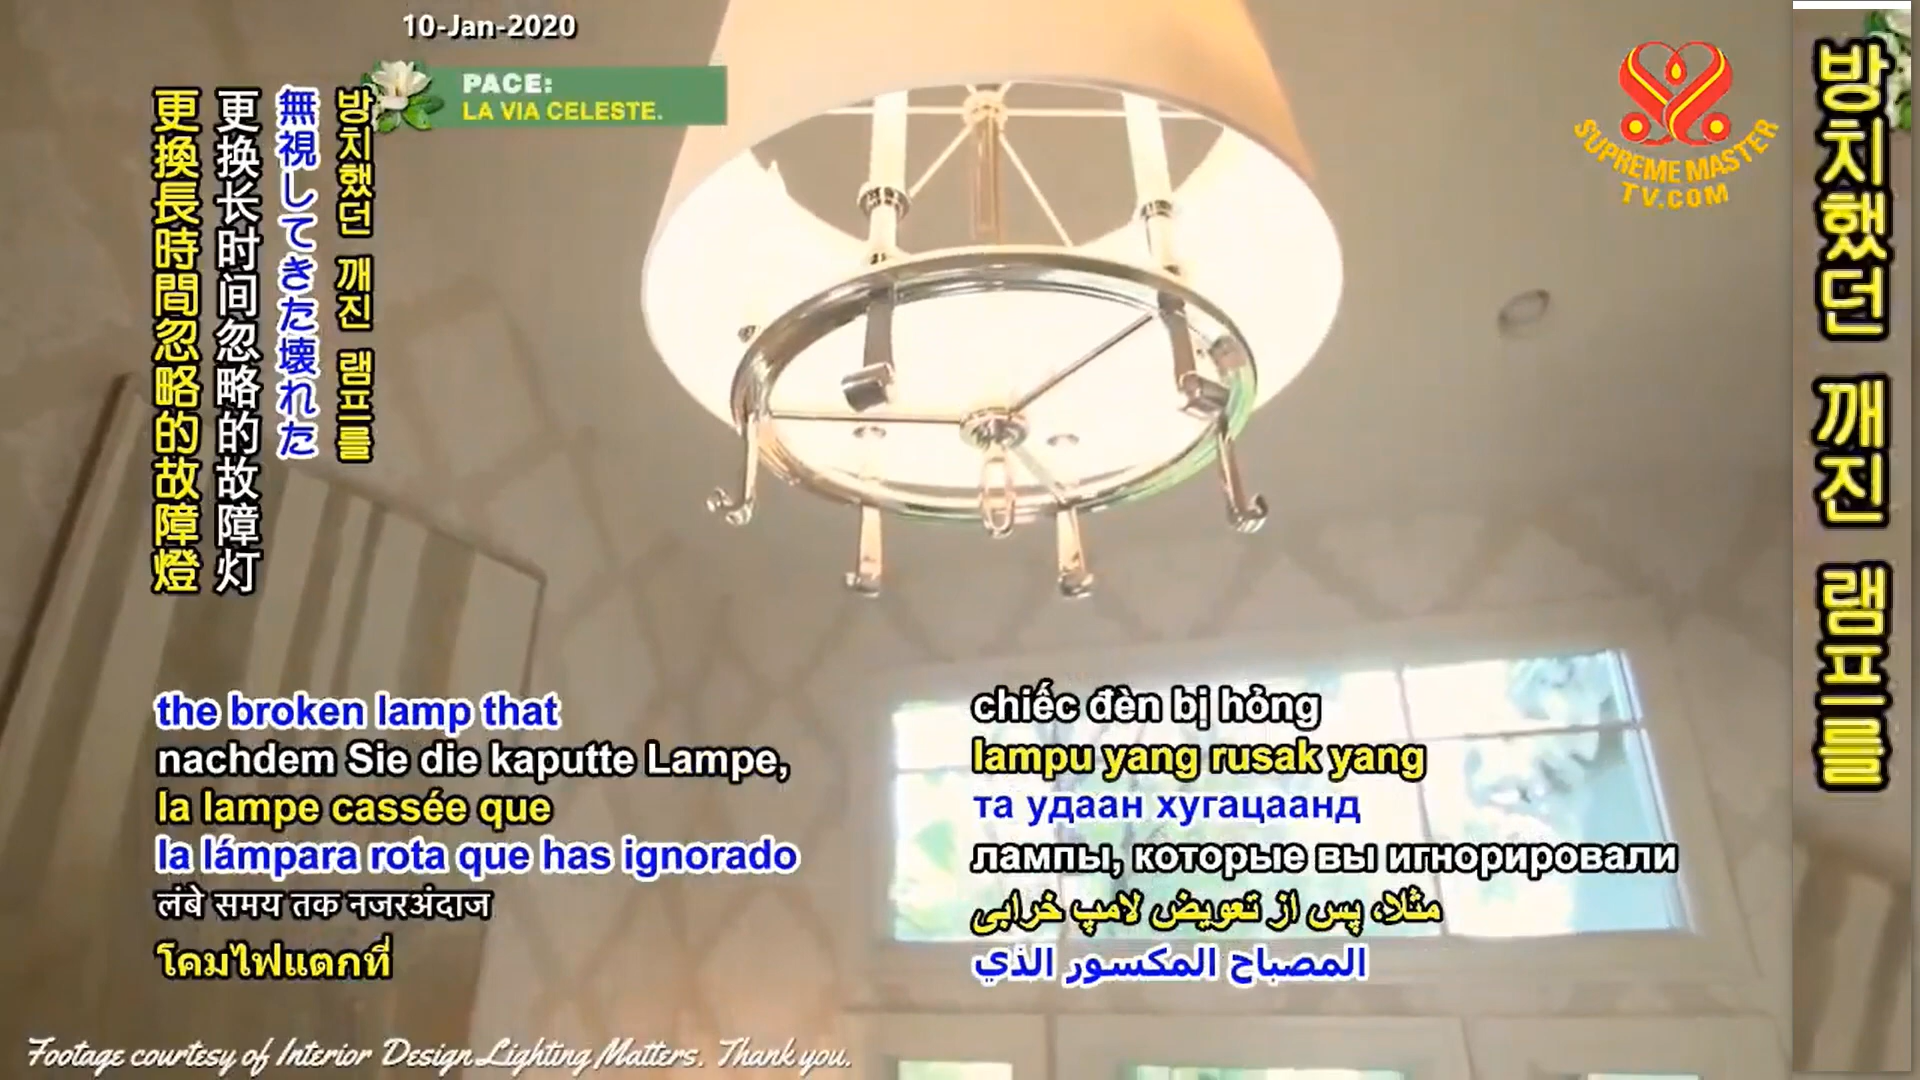 10-Jan-2020
PACE:
LA VIA CELESTE.
SUPREME MASTER
TV.COM
방치했던 깨진 램프를
방치했던 깨진 램프를
無視してきた壊れた
更换长时间忽略的故障灯
更換長時間忽略的故障燈
the broken lamp that
nachdem Sie die kaputte Lampe,
la lampe cassée que
la lámpara rota que has ignorado
लंबे समय तक नजरअंदाज
โคมไฟแตกที่
chiếc đèn bị hỏng
lampu yang rusak yang
та удаан хугацаанд
лампы, которые вы игнорировали
مثلا، پس از تعویض لامپ خرابی
المصباح المكسور الذي
Footage courtesy of Interior Design Lighting Matters. Thank you.